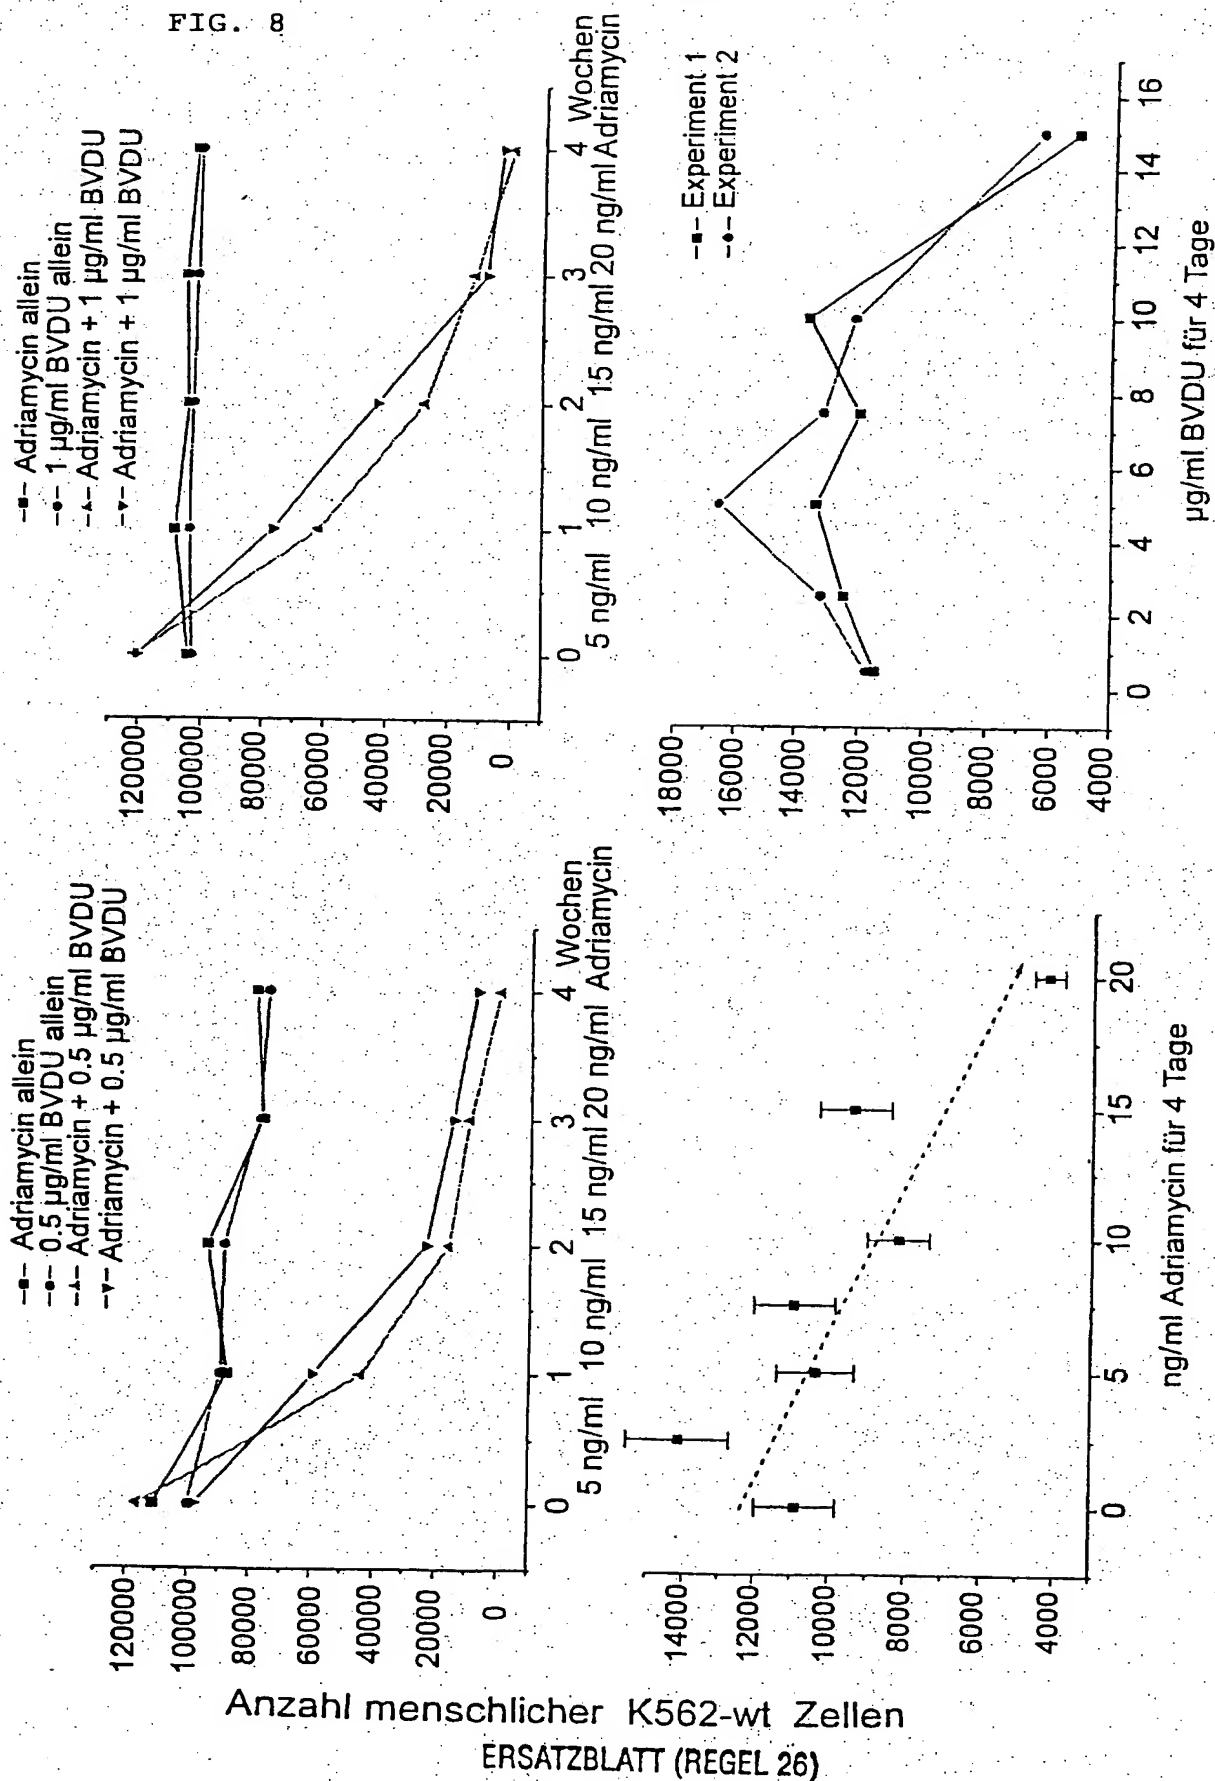 FIG. 8
Adriamycin allein
0.5 µg/ml BVDU allein
Adriamycin + 0.5 µg/ml BVDU
Adriamycin + 0.5 µg/ml BVDU
120000
100000
80000
60000
40000
20000
0
0 1 2 3 4 Wochen
5 ng/ml 10 ng/ml 15 ng/ml 20 ng/ml Adriamycin
Adriamycin allein
1 µg/ml BVDU allein
Adriamycin + 1 µg/ml BVDU
Adriamycin + 1 µg/ml BVDU
120000
100000
80000
60000
40000
20000
0
0 1 2 3 4 Wochen
5 ng/ml 10 ng/ml 15 ng/ml 20 ng/ml Adriamycin
14000
12000
10000
8000
6000
4000
0 5 10 15 20
ng/ml Adriamycin für 4 Tage
Experiment 1
Experiment 2
18000
16000
14000
12000
10000
8000
6000
4000
0 2 4 6 8 10 12 14 16
µg/ml BVDU für 4 Tage
Anzahl menschlicher K562-wt Zellen
ERSATZBLATT (REGEL 26)